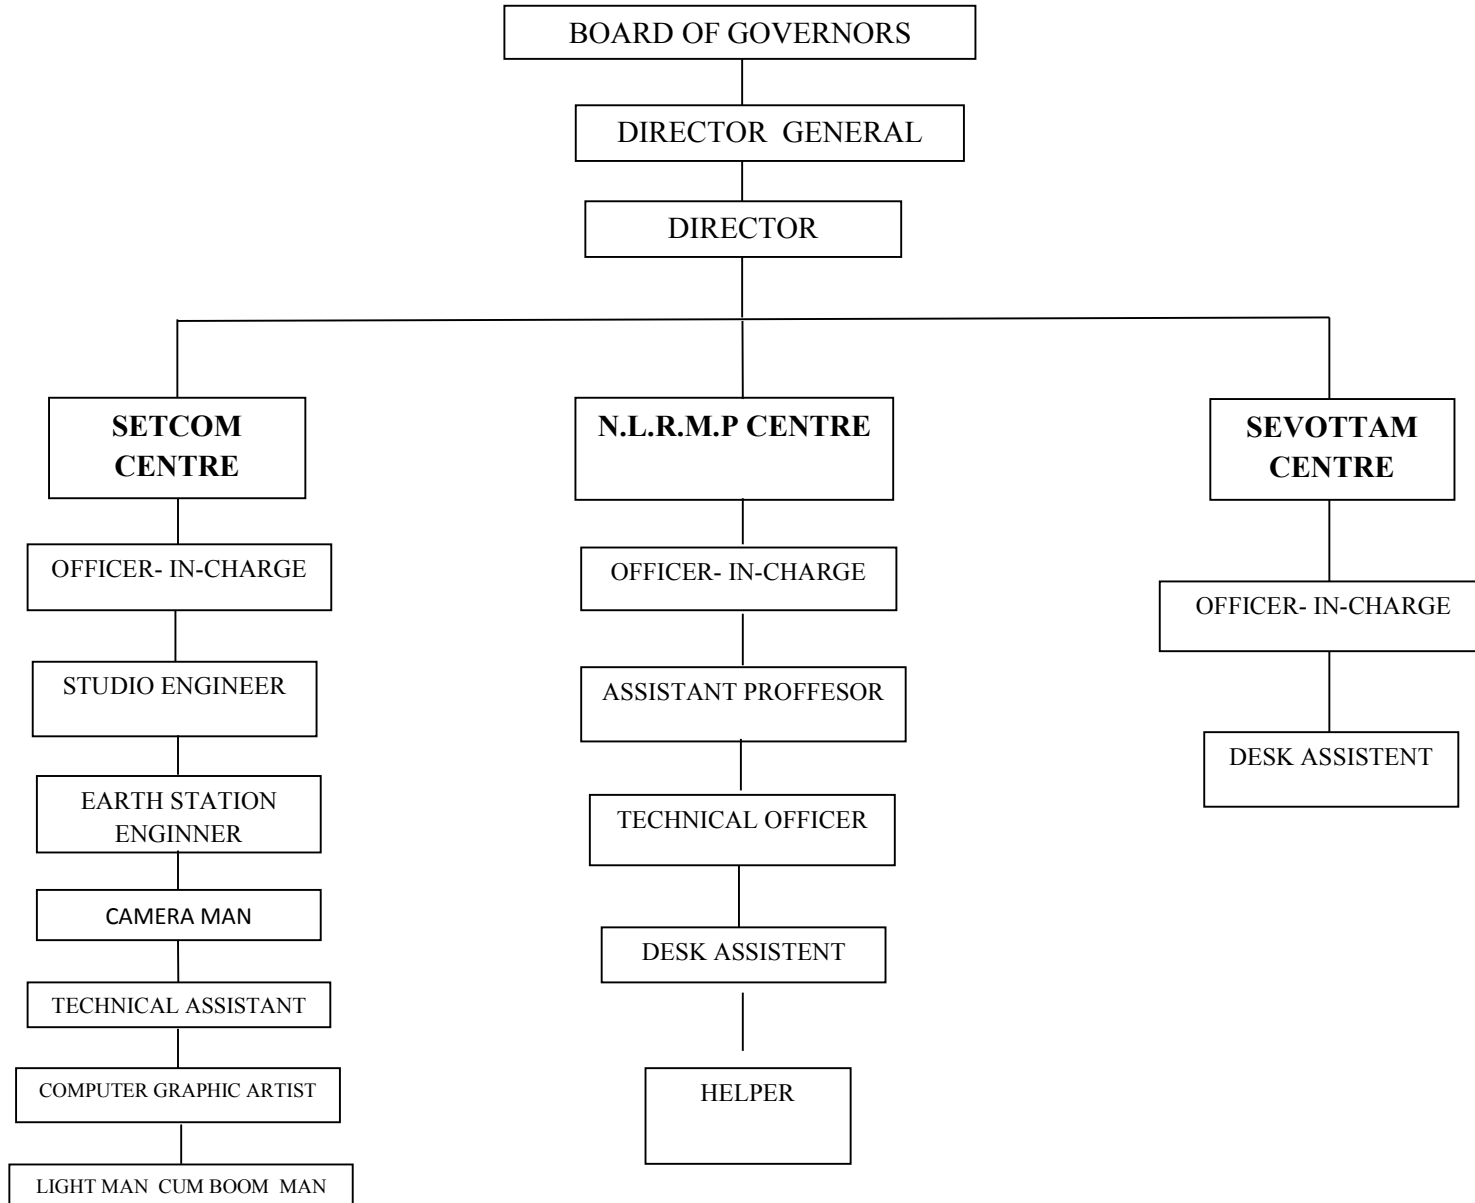 BOARD OF GOVERNORS
DIRECTOR GENERAL
DIRECTOR
SETCOM
CENTRE
OFFICER- IN-CHARGE
STUDIO ENGINEER
EARTH STATION
ENGINNER
CAMERA MAN
TECHNICAL ASSISTANT
COMPUTER GRAPHIC ARTIST
LIGHT MAN CUM BOOM MAN
N.L.R.M.P CENTRE
OFFICER- IN-CHARGE
ASSISTANT PROFFESOR
TECHNICAL OFFICER
DESK ASSISTENT
HELPER
SEVOTTAM
CENTRE
OFFICER- IN-CHARGE
DESK ASSISTENT